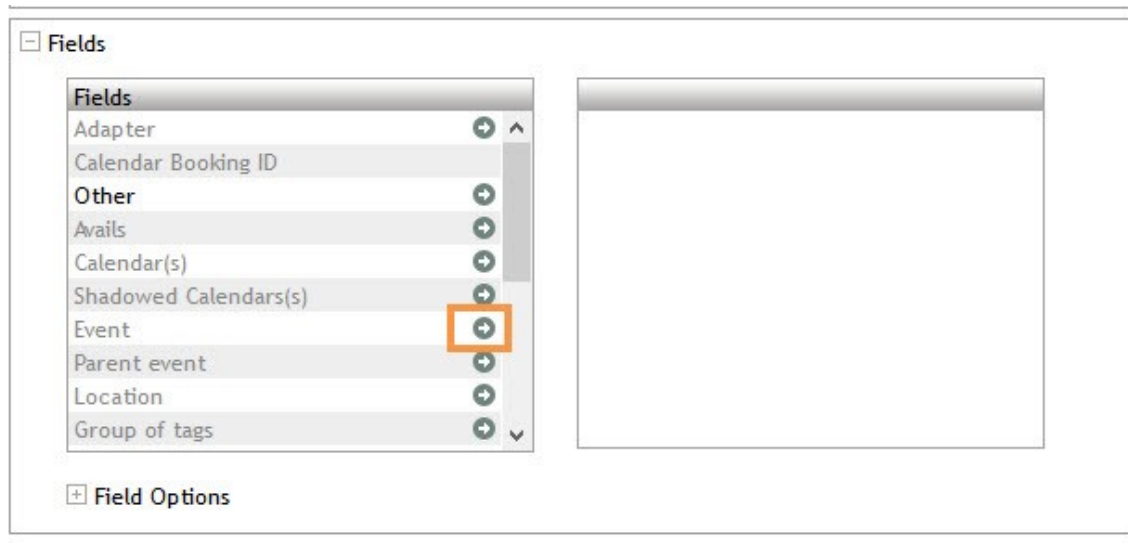 Fields
Fields
Adapter
Calendar Booking ID
Other
Avails
Calendar(s)
Shadowed Calendars(s)
Event
Parent event
Location
Group of tags
Field Options